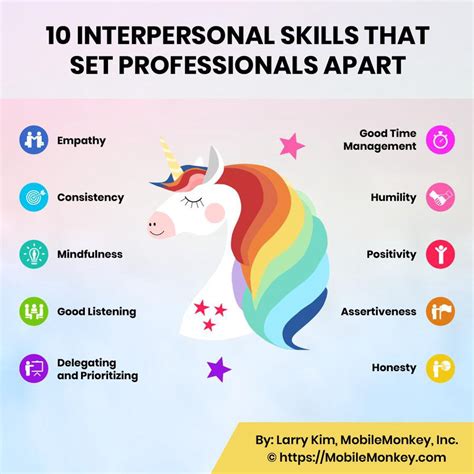 10 INTERPERSONAL SKILLS THAT
SET PROFESSIONALS APART
Empathy
Consistency
Mindfulness
Good Listening
Delegating
and Prioritizing
Good Time
Management
Humility
Positivity
Assertiveness
Honesty
By: Larry Kim, MobileMonkey, Inc.
© https://MobileMonkey.com